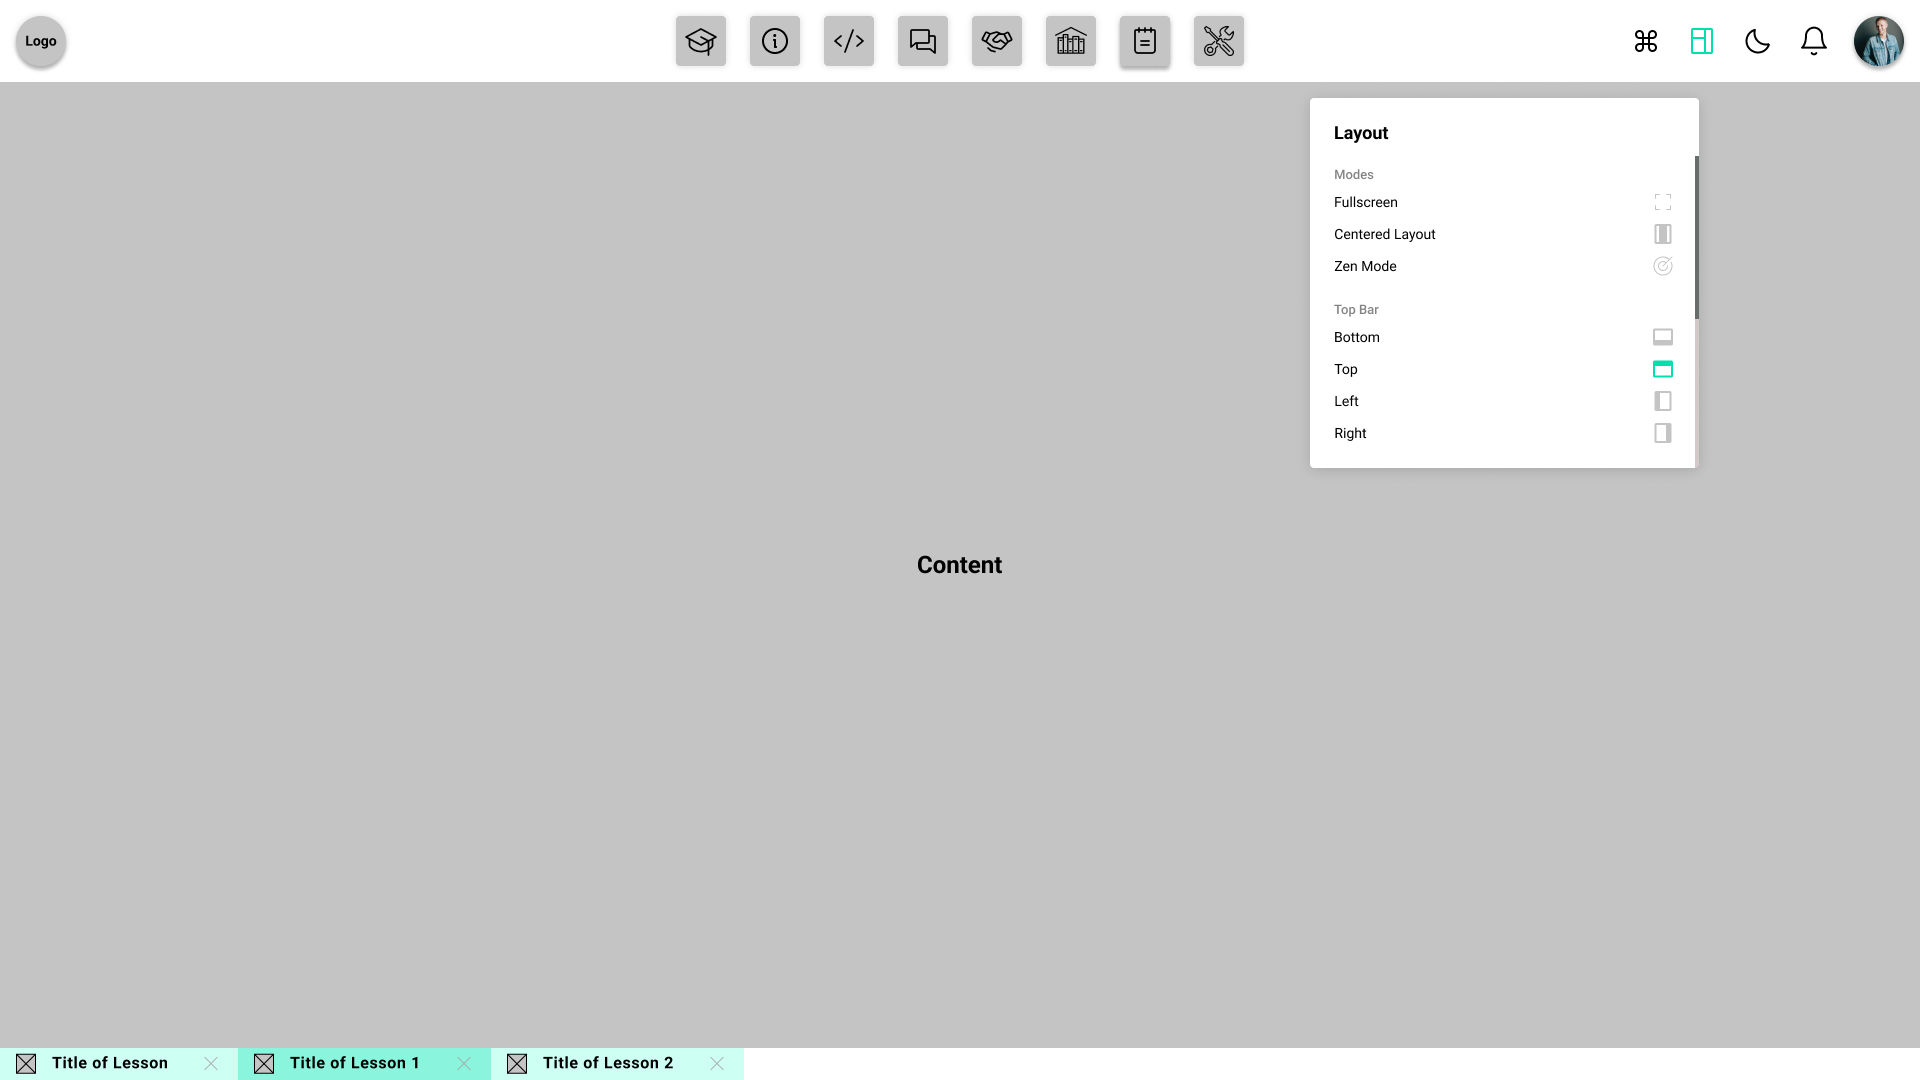 Logo
Layout
Modes
Fullscreen
Centered Layout
Zen Mode
Top Bar
Bottom
Top
Left
Right
Content
Title of Lesson
Title of Lesson 1
Title of Lesson 2